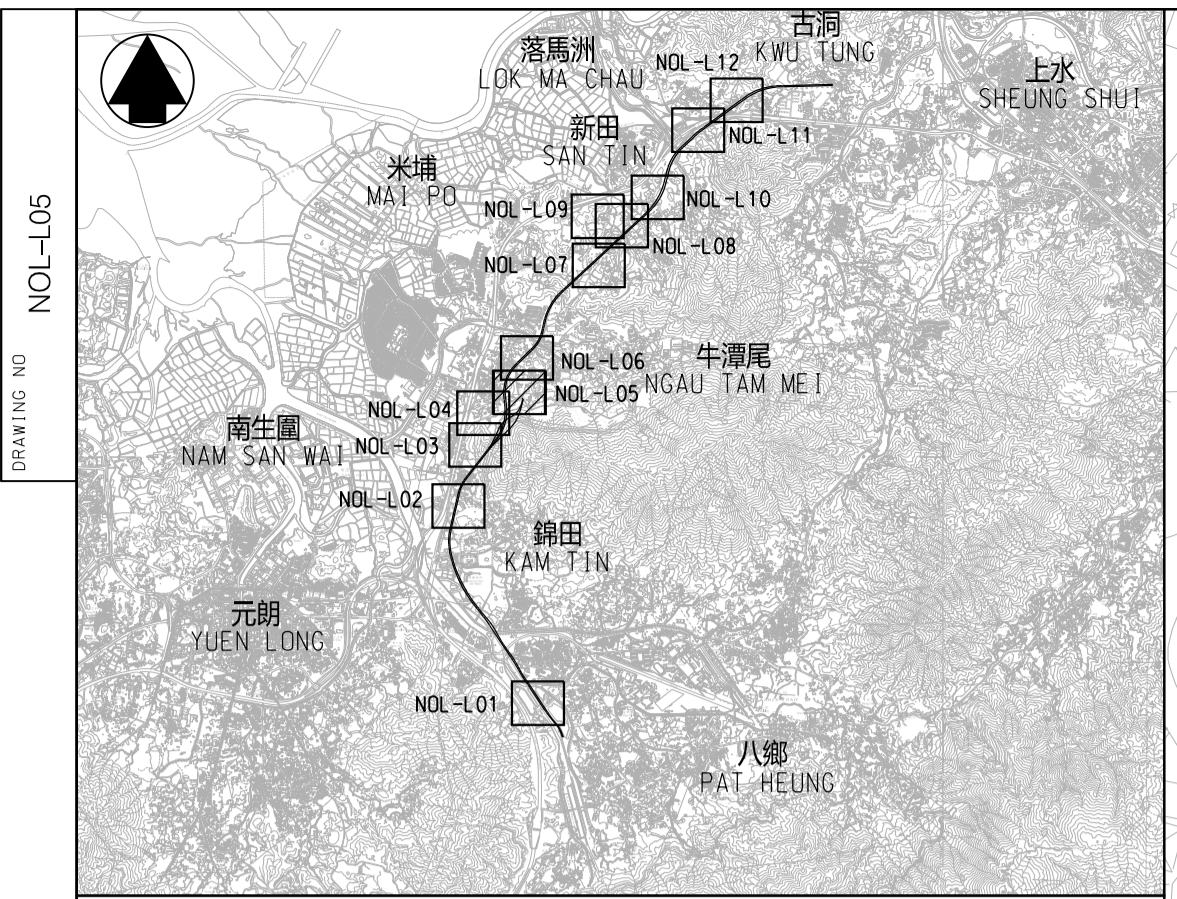 NOL-L05
DRAWING NO
古洞
KWU TUNG
落馬洲
LOK MA CHAU
NOL-L12
上水
SHEUNG SHUI
新田
SAN TIN
NOL-L11
米埔
MAI PO
NOL-L10
NOL-L09
NOL-L08
NOL-L07
牛潭尾
NGAU TAM MEI
NOL-L06
NOL-L05
NOL-L04
南生圍
NAM SAN WAI
NOL-L03
NOL-L02
錦田
KAM TIN
元朗
YUEN LONG
NOL-L01
八鄉
PAT HEUNG